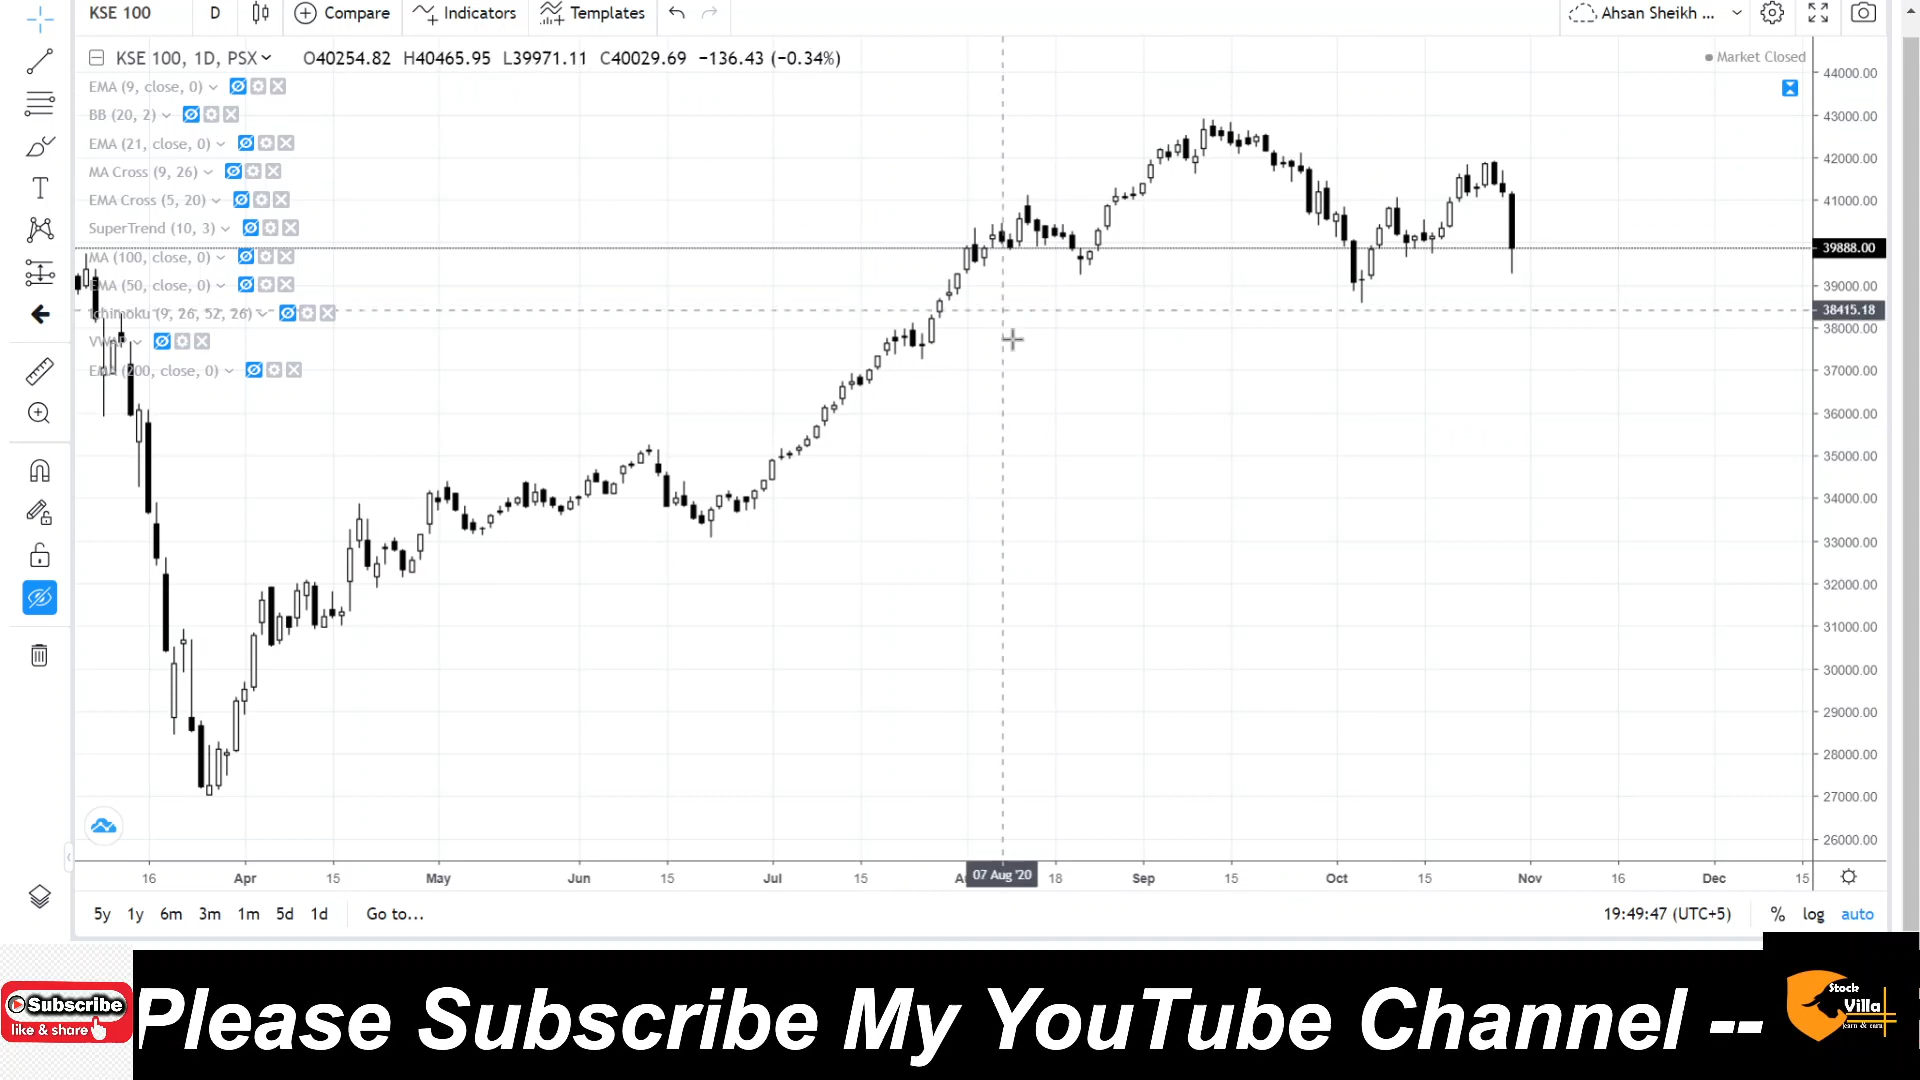 KSE 100 D Compare Indicators Templates Ahsan Sheikh ...
KSE 100, 1D, PSX O40254.82 H40465.95 L39971.11 C40029.69 −136.43 (−0.34%)
Market Closed
EMA (9, close, 0)
BB (20, 2)
EMA (21, close, 0)
MA Cross (9, 26)
EMA Cross (5, 20)
SuperTrend (10, 3)
MA (100, close, 0)
EMA (50, close, 0)
Ichimoku (9, 26, 52, 26)
VWAP
EMA (200, close, 0)
44000.00
43000.00
42000.00
41000.00
39888.00
39000.00
38415.18
38000.00
37000.00
36000.00
35000.00
34000.00
33000.00
32000.00
31000.00
30000.00
29000.00
28000.00
27000.00
26000.00
16 Apr 15 May Jun 15 Jul 15 07 Aug '20 18 Sep 15 Oct 15 Nov 16 Dec 15
5y 1y 6m 3m 1m 5d 1d Go to... 19:49:47 (UTC+5) % log auto
Subscribe
like & share
Please Subscribe My YouTube Channel --
Stock
Villa
learn & earn